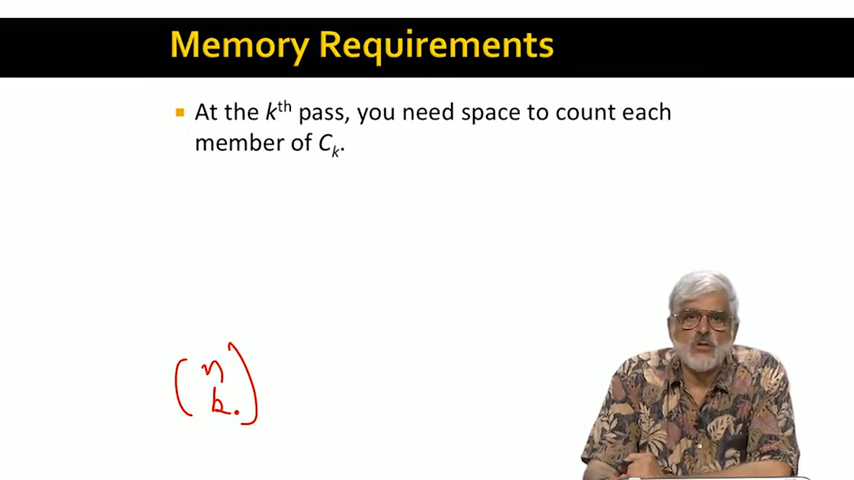 Memory Requirements
At the kth pass, you need space to count each
member of Ck.
(n
k)